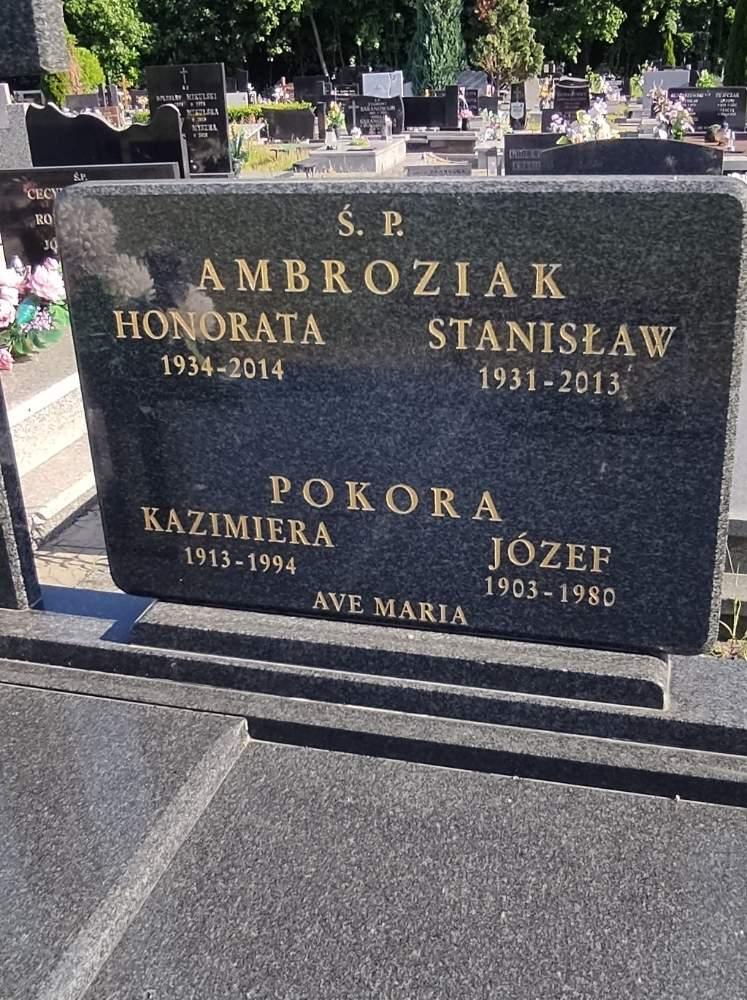 Ś. P.
AMBROZIAK
HONORATA STANISŁAW
1934-2014 1931-2013
POKORA
KAZIMIERA JÓZEF
1913-1994 1903-1980
AVE MARIA
Ś.P.